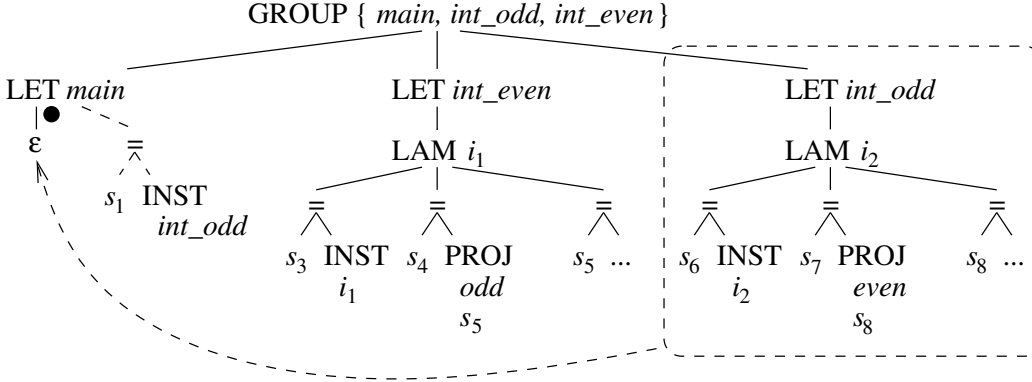 GROUP { main, int_odd, int_even }
LET main LET int_even LET int_odd
ε = LAM i₁ LAM i₂
s₁ INST = = = = = =
int_odd s₃ INST s₄ PROJ s₅ ... s₆ INST s₇ PROJ s₈ ...
i₁ odd i₂ even
s₅ s₈